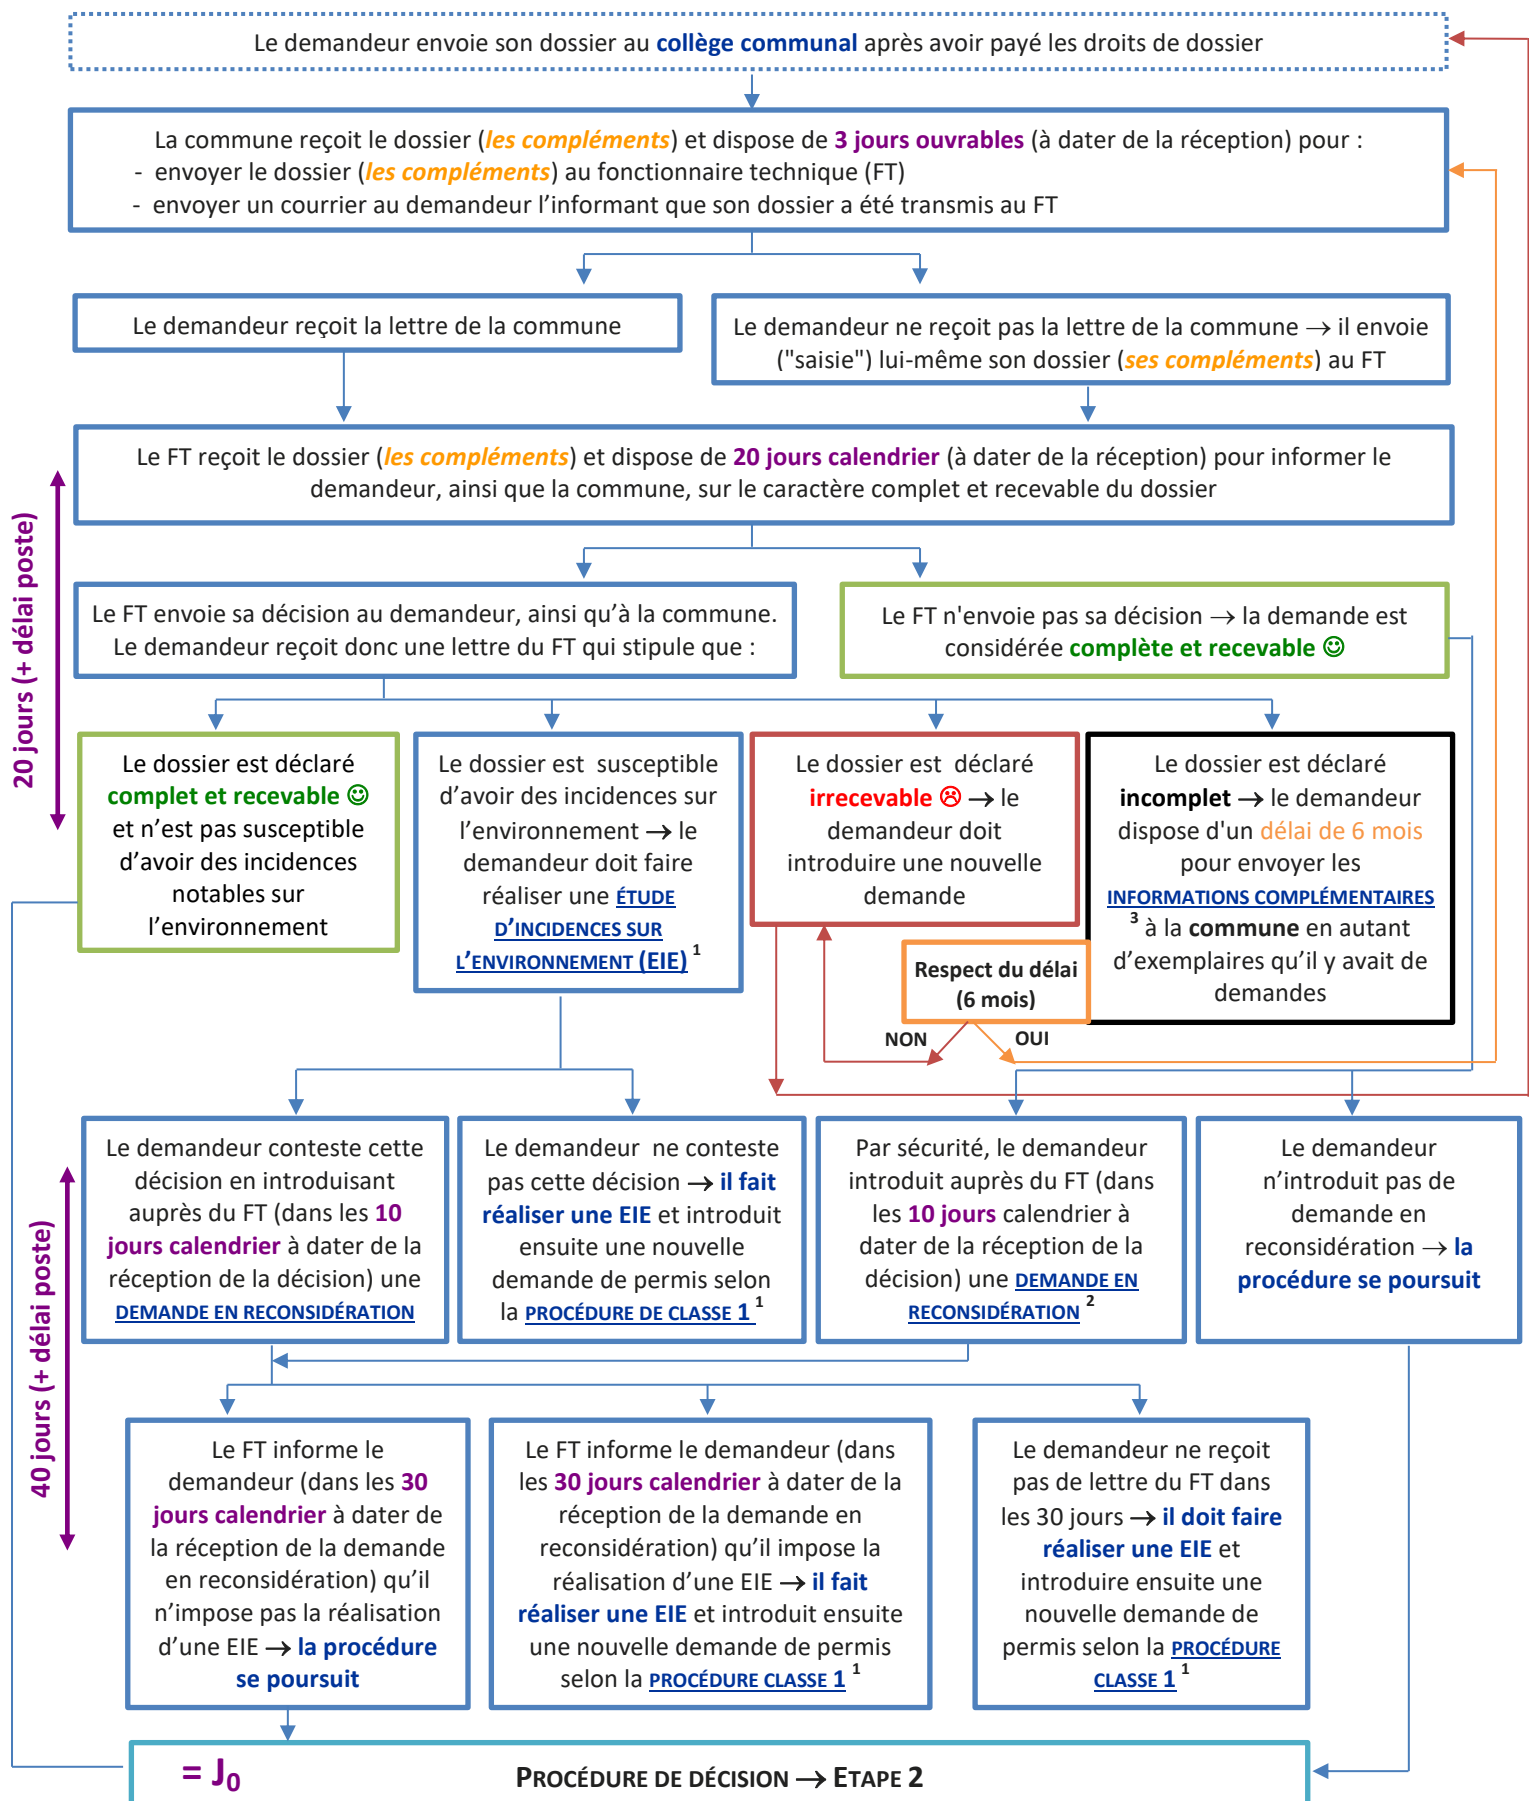 Le demandeur envoie son dossier au collège communal après avoir payé les droits de dossier
La commune reçoit le dossier (les compléments) et dispose de 3 jours ouvrables (à dater de la réception) pour :
- envoyer le dossier (les compléments) au fonctionnaire technique (FT)
- envoyer un courrier au demandeur l’informant que son dossier a été transmis au FT
Le demandeur reçoit la lettre de la commune
Le demandeur ne reçoit pas la lettre de la commune → il envoie
("saisie") lui-même son dossier (ses compléments) au FT
Le FT reçoit le dossier (les compléments) et dispose de 20 jours calendrier (à dater de la réception) pour informer le
demandeur, ainsi que la commune, sur le caractère complet et recevable du dossier
20 jours (+ délai poste)
Le FT envoie sa décision au demandeur, ainsi qu’à la commune.
Le demandeur reçoit donc une lettre du FT qui stipule que :
Le FT n'envoie pas sa décision → la demande est
considérée complète et recevable ☺
Le dossier est déclaré
complet et recevable ☺
et n’est pas susceptible
d’avoir des incidences
notables sur
l’environnement
Le dossier est susceptible
d’avoir des incidences sur
l’environnement → le
demandeur doit faire
réaliser une ÉTUDE
D’INCIDENCES SUR
L’ENVIRONNEMENT (EIE) 1
Le dossier est déclaré
irrecevable ☹ → le
demandeur doit
introduire une nouvelle
demande
Le dossier est déclaré
incomplet → le demandeur
dispose d'un délai de 6 mois
pour envoyer les
INFORMATIONS COMPLÉMENTAIRES
3 à la commune en autant
d’exemplaires qu’il y avait de
demandes
Respect du délai
(6 mois)
NON
OUI
40 jours (+ délai poste)
Le demandeur conteste cette
décision en introduisant
auprès du FT (dans les 10
jours calendrier à dater de la
réception de la décision) une
DEMANDE EN RECONSIDÉRATION
Le demandeur ne conteste
pas cette décision → il fait
réaliser une EIE et introduit
ensuite une nouvelle
demande de permis selon
la PROCÉDURE DE CLASSE 1 1
Par sécurité, le demandeur
introduit auprès du FT (dans
les 10 jours calendrier à
dater de la réception de la
décision) une DEMANDE EN
RECONSIDÉRATION 2
Le demandeur
n’introduit pas de
demande en
reconsidération → la
procédure se poursuit
Le FT informe le
demandeur (dans les 30
jours calendrier à dater de
la réception de la demande
en reconsidération) qu’il
n’impose pas la réalisation
d’une EIE → la procédure
se poursuit
Le FT informe le demandeur (dans
les 30 jours calendrier à dater de la
réception de la demande en
reconsidération) qu’il impose la
réalisation d’une EIE → il fait
réaliser une EIE et introduit ensuite
une nouvelle demande de permis
selon la PROCÉDURE CLASSE 1 1
Le demandeur ne reçoit
pas de lettre du FT dans
les 30 jours → il doit faire
réaliser une EIE et
introduire ensuite une
nouvelle demande de
permis selon la PROCÉDURE
CLASSE 1 1
= J0
PROCÉDURE DE DÉCISION → ETAPE 2